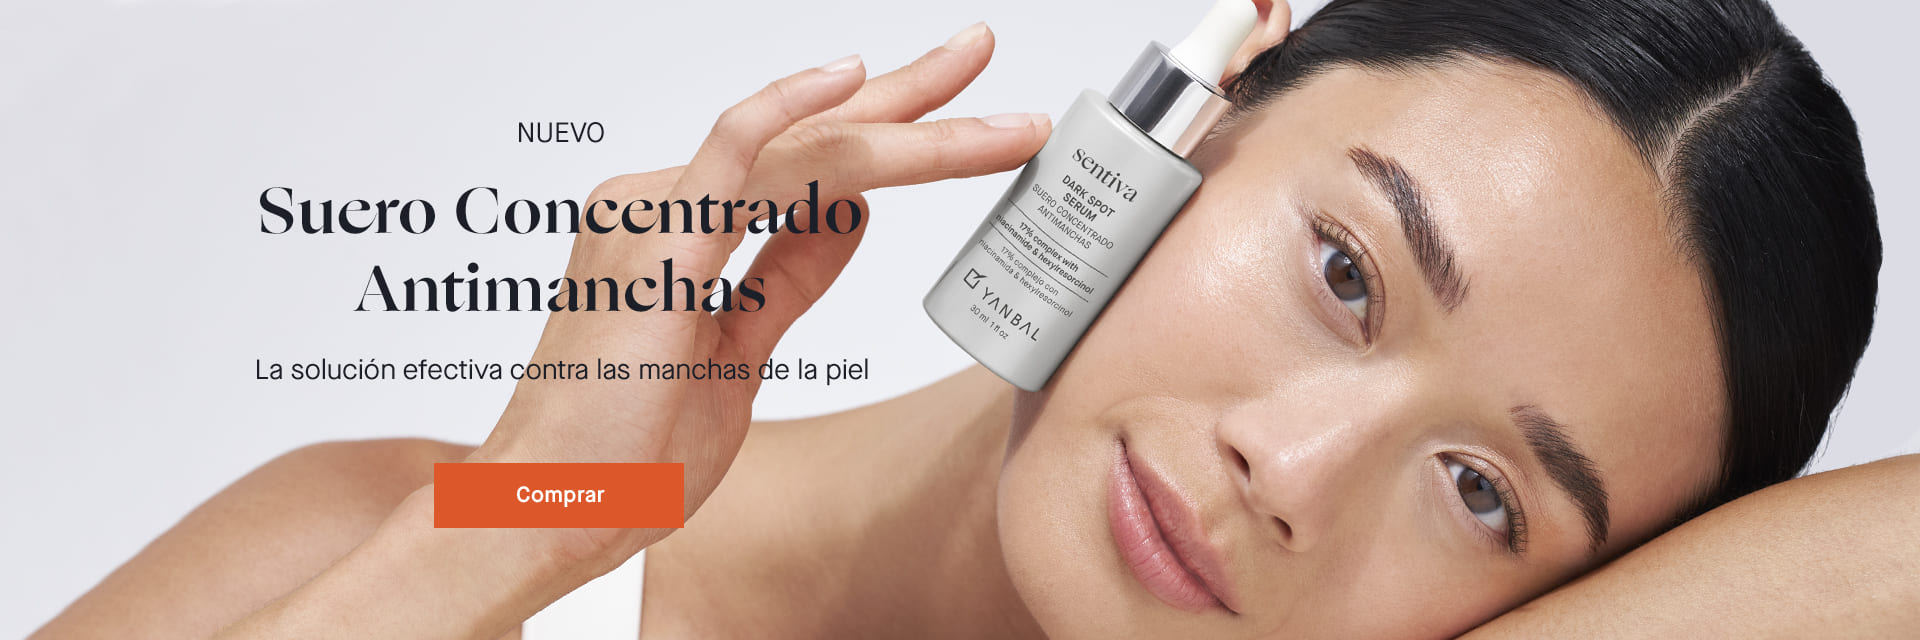 NUEVO
Suero Concentrado
Antimanchas
La solución efectiva contra las manchas de la piel
Comprar
sentiva
DARK SPOT
SERUM
SUERO CONCENTRADO
ANTIMANCHAS
17% complex with
niacinamide & hexylresorcinol
17% complejo con
niacinamida & hexylresorcinol
YANBAL
30 ml 1 fl oz